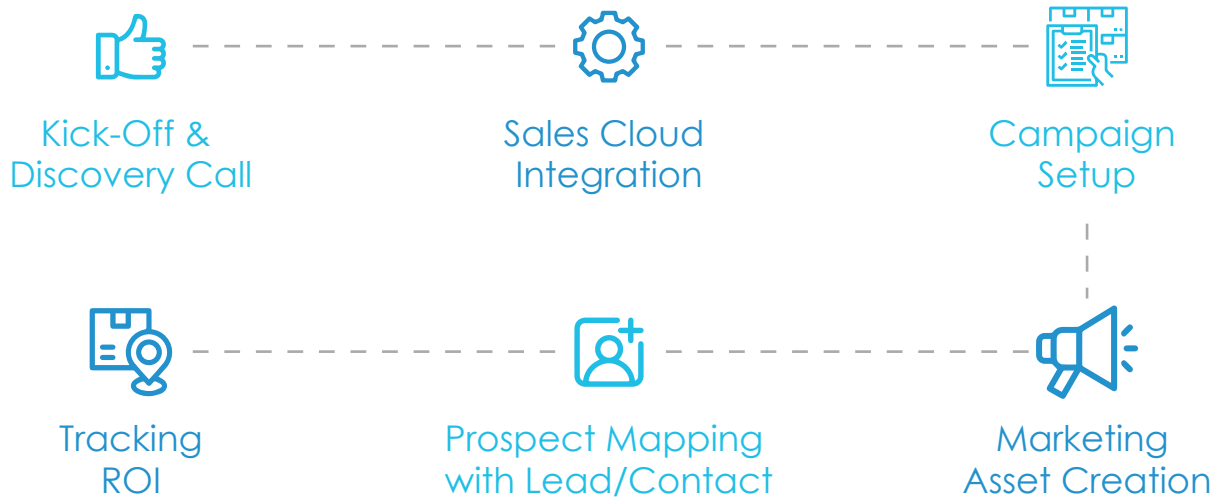 Kick-Off &
Discovery Call
Sales Cloud
Integration
Campaign
Setup
Tracking
ROI
Prospect Mapping
with Lead/Contact
Marketing
Asset Creation